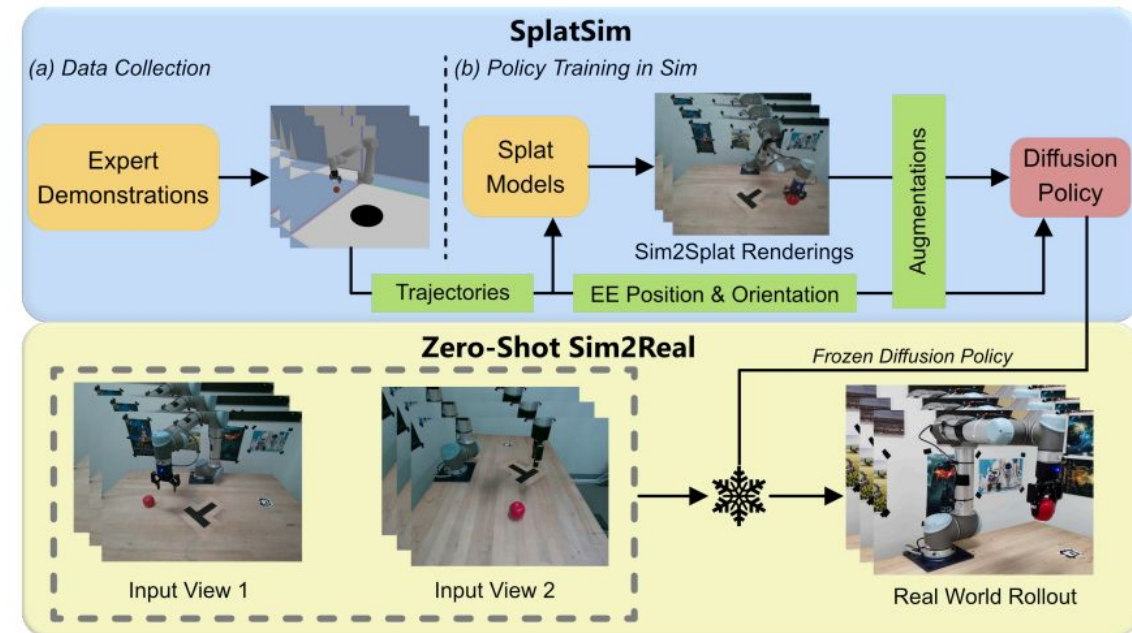 SplatSim
(a) Data Collection
(b) Policy Training in Sim
Expert
Demonstrations
Splat
Models
Sim2Splat Renderings
Augmentations
Diffusion
Policy
Trajectories
EE Position & Orientation
Zero-Shot Sim2Real
Frozen Diffusion Policy
Input View 1
Input View 2
Real World Rollout